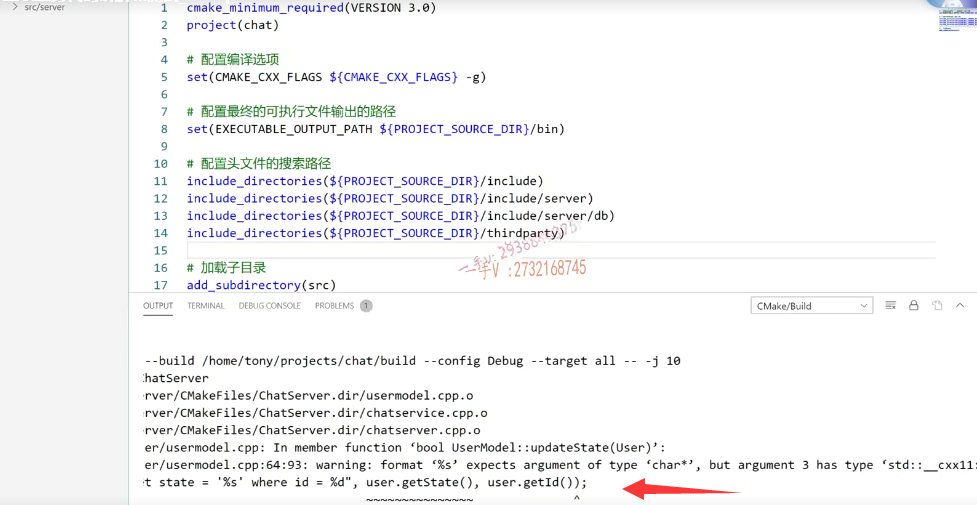 src/server
1 cmake_minimum_required(VERSION 3.0)
2 project(chat)
3
4 # 配置编译选项
5 set(CMAKE_CXX_FLAGS ${CMAKE_CXX_FLAGS} -g)
6
7 # 配置最终的可执行文件输出的路径
8 set(EXECUTABLE_OUTPUT_PATH ${PROJECT_SOURCE_DIR}/bin)
9
10 # 配置头文件的搜索路径
11 include_directories(${PROJECT_SOURCE_DIR}/include)
12 include_directories(${PROJECT_SOURCE_DIR}/include/server)
13 include_directories(${PROJECT_SOURCE_DIR}/include/server/db)
14 include_directories(${PROJECT_SOURCE_DIR}/thirdparty)
15
一手V :2732168745
16 # 加载子目录
17 add_subdirectory(src)
OUTPUT TERMINAL DEBUG CONSOLE PROBLEMS 1 CMake/Build
--build /home/tony/projects/chat/build --config Debug --target all -- -j 10
ChatServer
erver/CMakeFiles/ChatServer.dir/usermodel.cpp.o
erver/CMakeFiles/ChatServer.dir/chatservice.cpp.o
erver/CMakeFiles/ChatServer.dir/chatserver.cpp.o
er/usermodel.cpp: In member function ‘bool UserModel::updateState(User)’:
er/usermodel.cpp:64:93: warning: format ‘%s’ expects argument of type ‘char*’, but argument 3 has type ‘std::__cxx11:
et state = '%s' where id = %d", user.getState(), user.getId());
~~~~~~~~~~~~~~~ ^